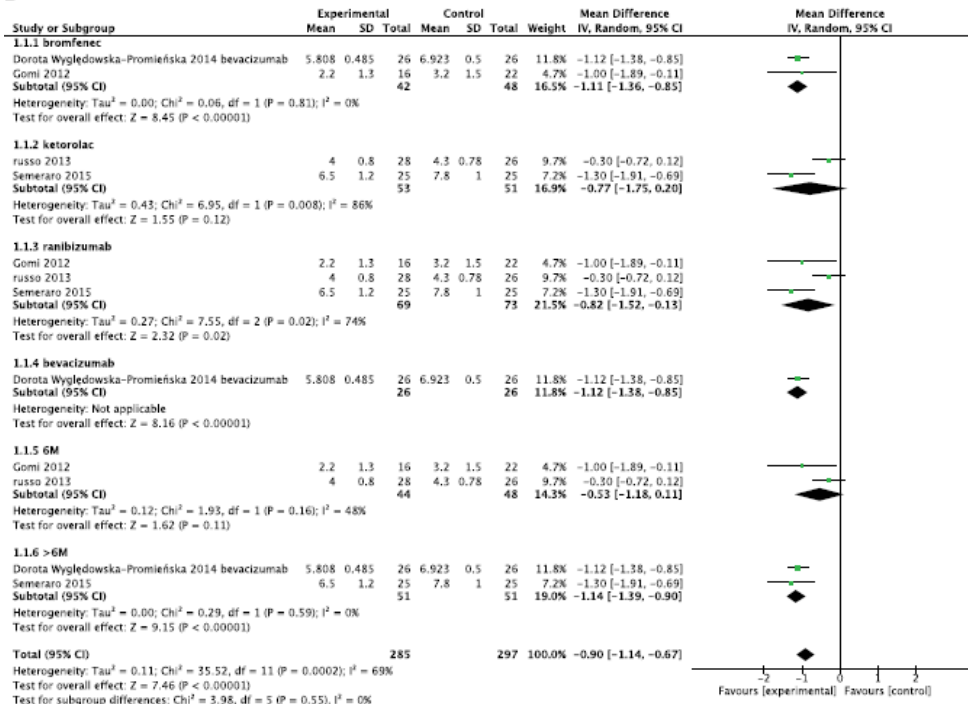 Experimental Control Mean Difference Mean Difference
Study or Subgroup Mean SD Total Mean SD Total Weight IV, Random, 95% CI IV, Random, 95% CI
1.1.1 bromfenec
Dorota Wyględowska-Promieńska 2014 bevacizumab 5.808 0.485 26 6.923 0.5 26 11.8% -1.12 [-1.38, -0.85]
Gomi 2012 2.2 1.3 16 3.2 1.5 22 4.7% -1.00 [-1.89, -0.11]
Subtotal (95% CI) 42 48 16.5% -1.11 [-1.36, -0.85]
Heterogeneity: Tau² = 0.00; Chi² = 0.06, df = 1 (P = 0.81); I² = 0%
Test for overall effect: Z = 8.45 (P < 0.00001)
1.1.2 ketorolac
russo 2013 4 0.8 28 4.3 0.78 26 9.7% -0.30 [-0.72, 0.12]
Semeraro 2015 6.5 1.2 25 7.8 1 25 7.2% -1.30 [-1.91, -0.69]
Subtotal (95% CI) 53 51 16.9% -0.77 [-1.75, 0.20]
Heterogeneity: Tau² = 0.43; Chi² = 6.95, df = 1 (P = 0.008); I² = 86%
Test for overall effect: Z = 1.55 (P = 0.12)
1.1.3 ranibizumab
Gomi 2012 2.2 1.3 16 3.2 1.5 22 4.7% -1.00 [-1.89, -0.11]
russo 2013 4 0.8 28 4.3 0.78 26 9.7% -0.30 [-0.72, 0.12]
Semeraro 2015 6.5 1.2 25 7.8 1 25 7.2% -1.30 [-1.91, -0.69]
Subtotal (95% CI) 69 73 21.5% -0.82 [-1.52, -0.13]
Heterogeneity: Tau² = 0.27; Chi² = 7.55, df = 2 (P = 0.02); I² = 74%
Test for overall effect: Z = 2.32 (P = 0.02)
1.1.4 bevacizumab
Dorota Wyględowska-Promieńska 2014 bevacizumab 5.808 0.485 26 6.923 0.5 26 11.8% -1.12 [-1.38, -0.85]
Subtotal (95% CI) 26 26 11.8% -1.12 [-1.38, -0.85]
Heterogeneity: Not applicable
Test for overall effect: Z = 8.16 (P < 0.00001)
1.1.5 6M
Gomi 2012 2.2 1.3 16 3.2 1.5 22 4.7% -1.00 [-1.89, -0.11]
russo 2013 4 0.8 28 4.3 0.78 26 9.7% -0.30 [-0.72, 0.12]
Subtotal (95% CI) 44 48 14.3% -0.53 [-1.18, 0.11]
Heterogeneity: Tau² = 0.12; Chi² = 1.93, df = 1 (P = 0.16); I² = 48%
Test for overall effect: Z = 1.62 (P = 0.11)
1.1.6 >6M
Dorota Wyględowska-Promieńska 2014 bevacizumab 5.808 0.485 26 6.923 0.5 26 11.8% -1.12 [-1.38, -0.85]
Semeraro 2015 6.5 1.2 25 7.8 1 25 7.2% -1.30 [-1.91, -0.69]
Subtotal (95% CI) 51 51 19.0% -1.14 [-1.39, -0.90]
Heterogeneity: Tau² = 0.00; Chi² = 0.29, df = 1 (P = 0.59); I² = 0%
Test for overall effect: Z = 9.15 (P < 0.00001)
Total (95% CI) 285 297 100.0% -0.90 [-1.14, -0.67]
Heterogeneity: Tau² = 0.11; Chi² = 35.52, df = 11 (P = 0.0002); I² = 69%
Test for overall effect: Z = 7.46 (P < 0.00001)
Test for subgroup differences: Chi² = 3.98, df = 5 (P = 0.55), I² = 0%
-2 -1 0 1 2
Favours [experimental] Favours [control]